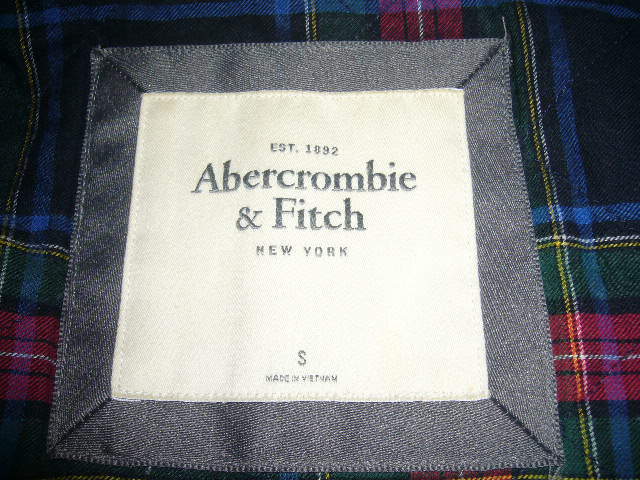 EST. 1892
Abercrombie
& Fitch
NEW YORK
S
MADE IN VIETNAM